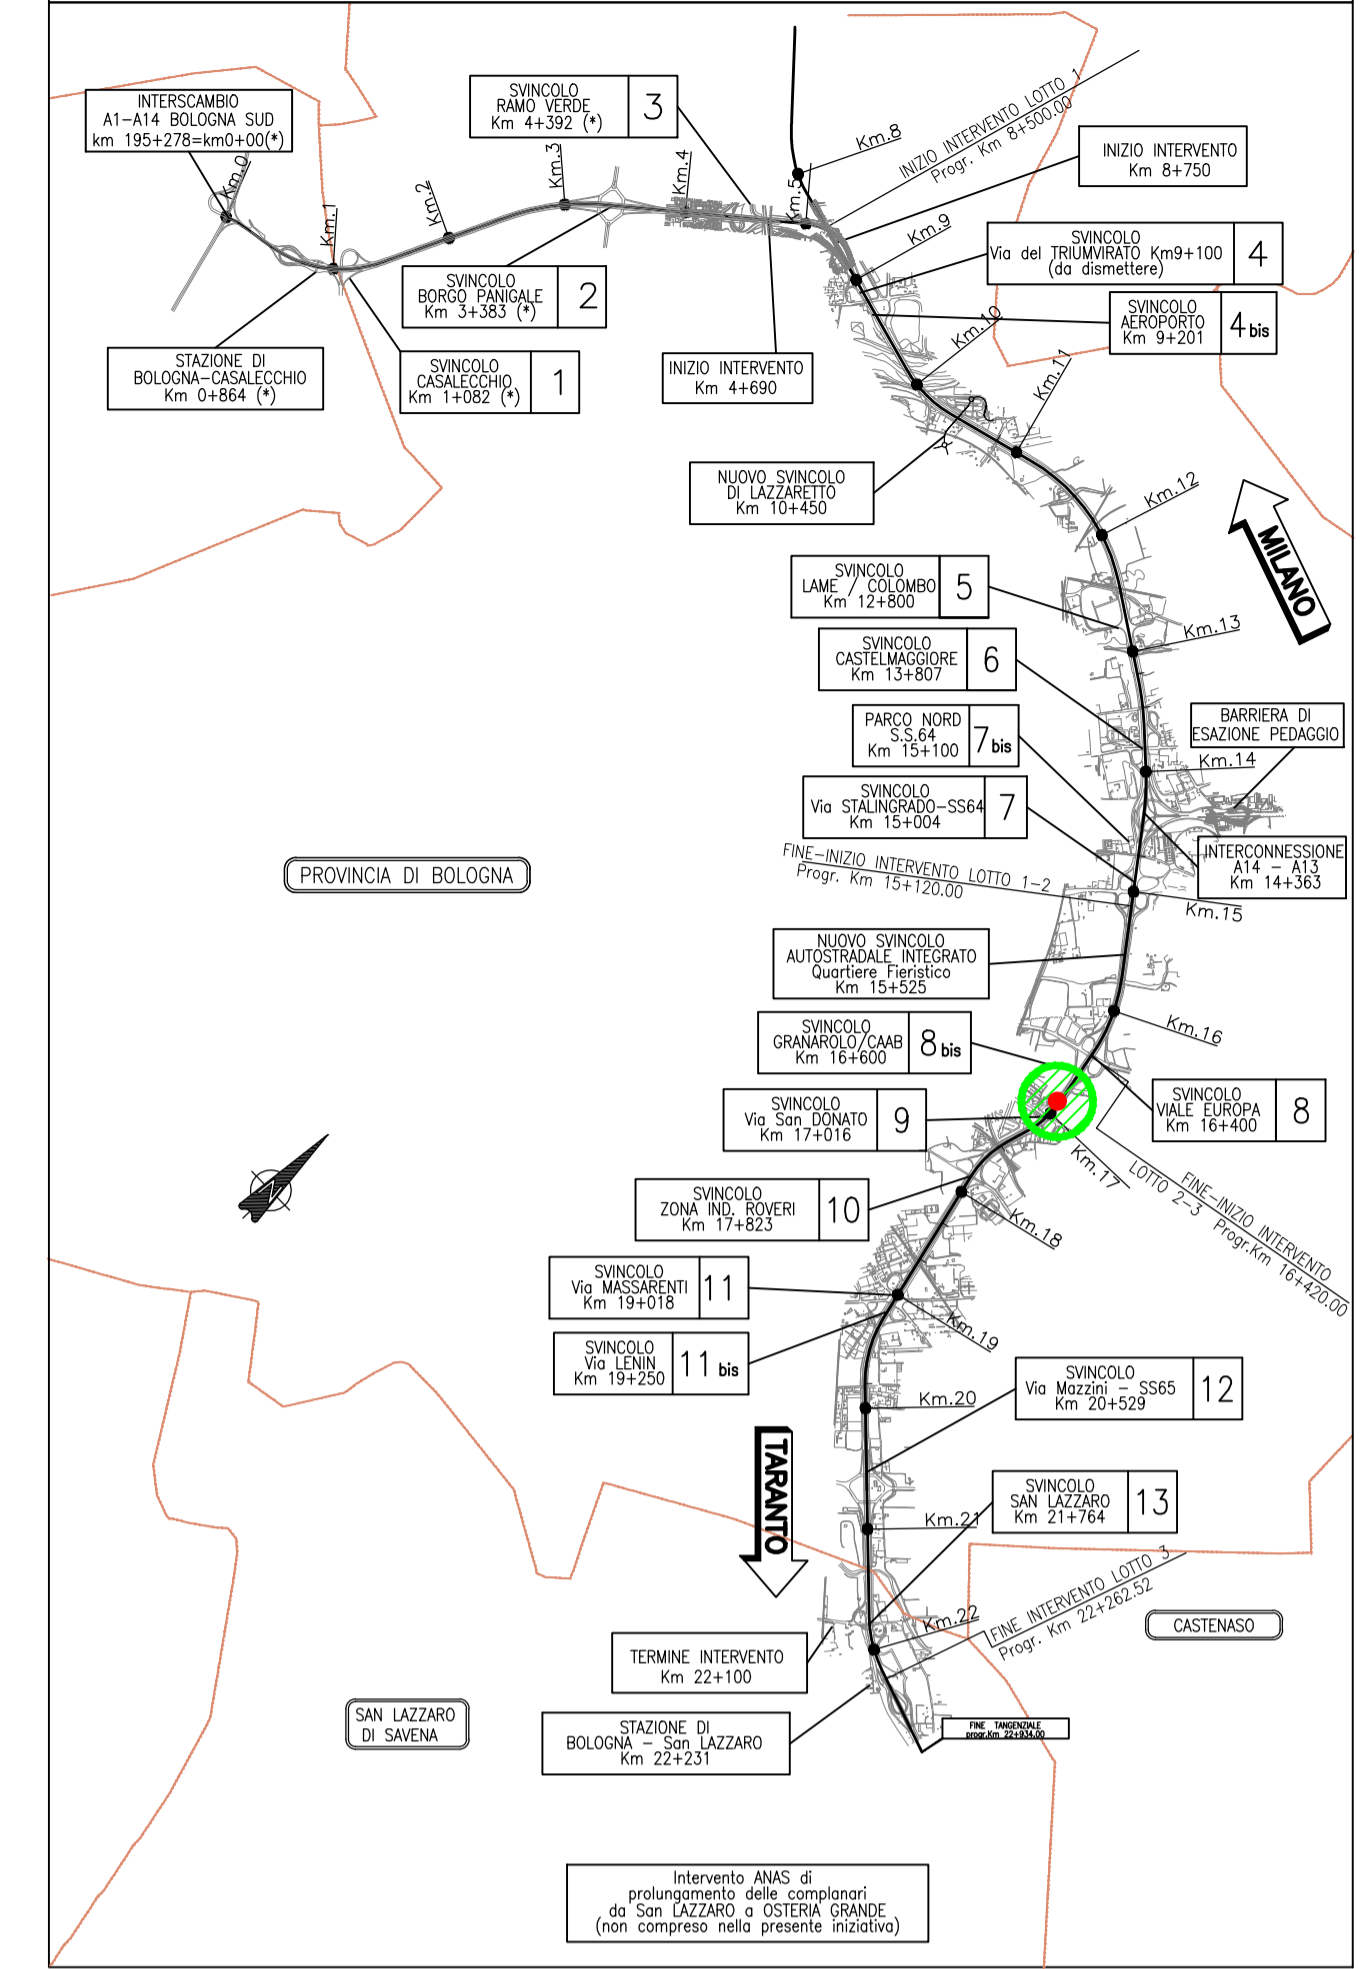 INTERSCAMBIO
A1-A14 BOLOGNA SUD
km 195+278=km0+00(*)
SVINCOLO
RAMO VERDE
Km 4+392 (*)
3
Km.0
Km.1
Km.2
Km.3
Km.4
Km.5
Km.8
INIZIO INTERVENTO LOTTO 1
Progr. Km 8+500.00
INIZIO INTERVENTO
Km 8+750
Km.9
SVINCOLO
Via del TRIUMVIRATO Km9+100
(da dismettere)
4
SVINCOLO
BORGO PANIGALE
Km 3+383 (*)
2
SVINCOLO
AEROPORTO
Km 9+201
4 bis
STAZIONE DI
BOLOGNA-CASALECCHIO
Km 0+864 (*)
SVINCOLO
CASALECCHIO
Km 1+082 (*)
1
INIZIO INTERVENTO
Km 4+690
Km.10
Km.11
NUOVO SVINCOLO
DI LAZZARETTO
Km 10+450
Km.12
MILANO
SVINCOLO
LAME / COLOMBO
Km 12+800
5
Km.13
SVINCOLO
CASTELMAGGIORE
Km 13+807
6
PARCO NORD
S.S.64
Km 15+100
7 bis
BARRIERA DI
ESAZIONE PEDAGGIO
Km.14
SVINCOLO
Via STALINGRADO-SS64
Km 15+004
7
INTERCONNESSIONE
A14 - A13
Km 14+363
FINE-INIZIO INTERVENTO LOTTO 1-2
Progr. Km 15+120.00
PROVINCIA DI BOLOGNA
Km.15
NUOVO SVINCOLO
AUTOSTRADALE INTEGRATO
Quartiere Fieristico
Km 15+525
Km.16
SVINCOLO
GRANAROLO/CAAB
Km 16+600
8 bis
SVINCOLO
VIALE EUROPA
Km 16+400
8
SVINCOLO
Via San DONATO
Km 17+016
9
Km.17
FINE-INIZIO INTERVENTO
LOTTO 2-3 Progr.Km 16+420.00
SVINCOLO
ZONA IND. ROVERI
Km 17+823
10
Km.18
SVINCOLO
Via MASSARENTI
Km 19+018
11
Km.19
SVINCOLO
Via LENIN
Km 19+250
11 bis
SVINCOLO
Via Mazzini - SS65
Km 20+529
12
Km.20
TARANTO
SVINCOLO
SAN LAZZARO
Km 21+764
13
Km.21
FINE INTERVENTO LOTTO 3
Progr. Km 22+262.52
Km.22
CASTENASO
TERMINE INTERVENTO
Km 22+100
SAN LAZZARO
DI SAVENA
STAZIONE DI
BOLOGNA - San LAZZARO
Km 22+231
FINE TANGENZIALE
progr.Km 22+934.00
Intervento ANAS di
prolungamento delle complanari
da San LAZZARO a OSTERIA GRANDE
(non compreso nella presente iniziativa)